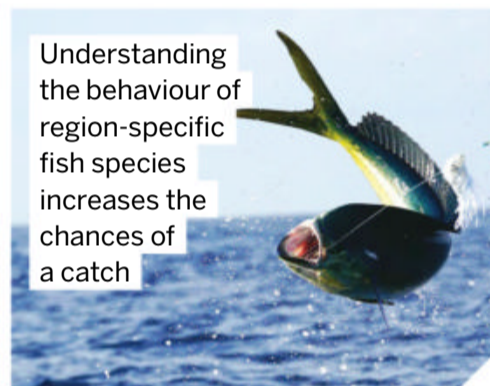 Understanding
the behaviour of
region-specific
fish species
increases the
chances of
a catch